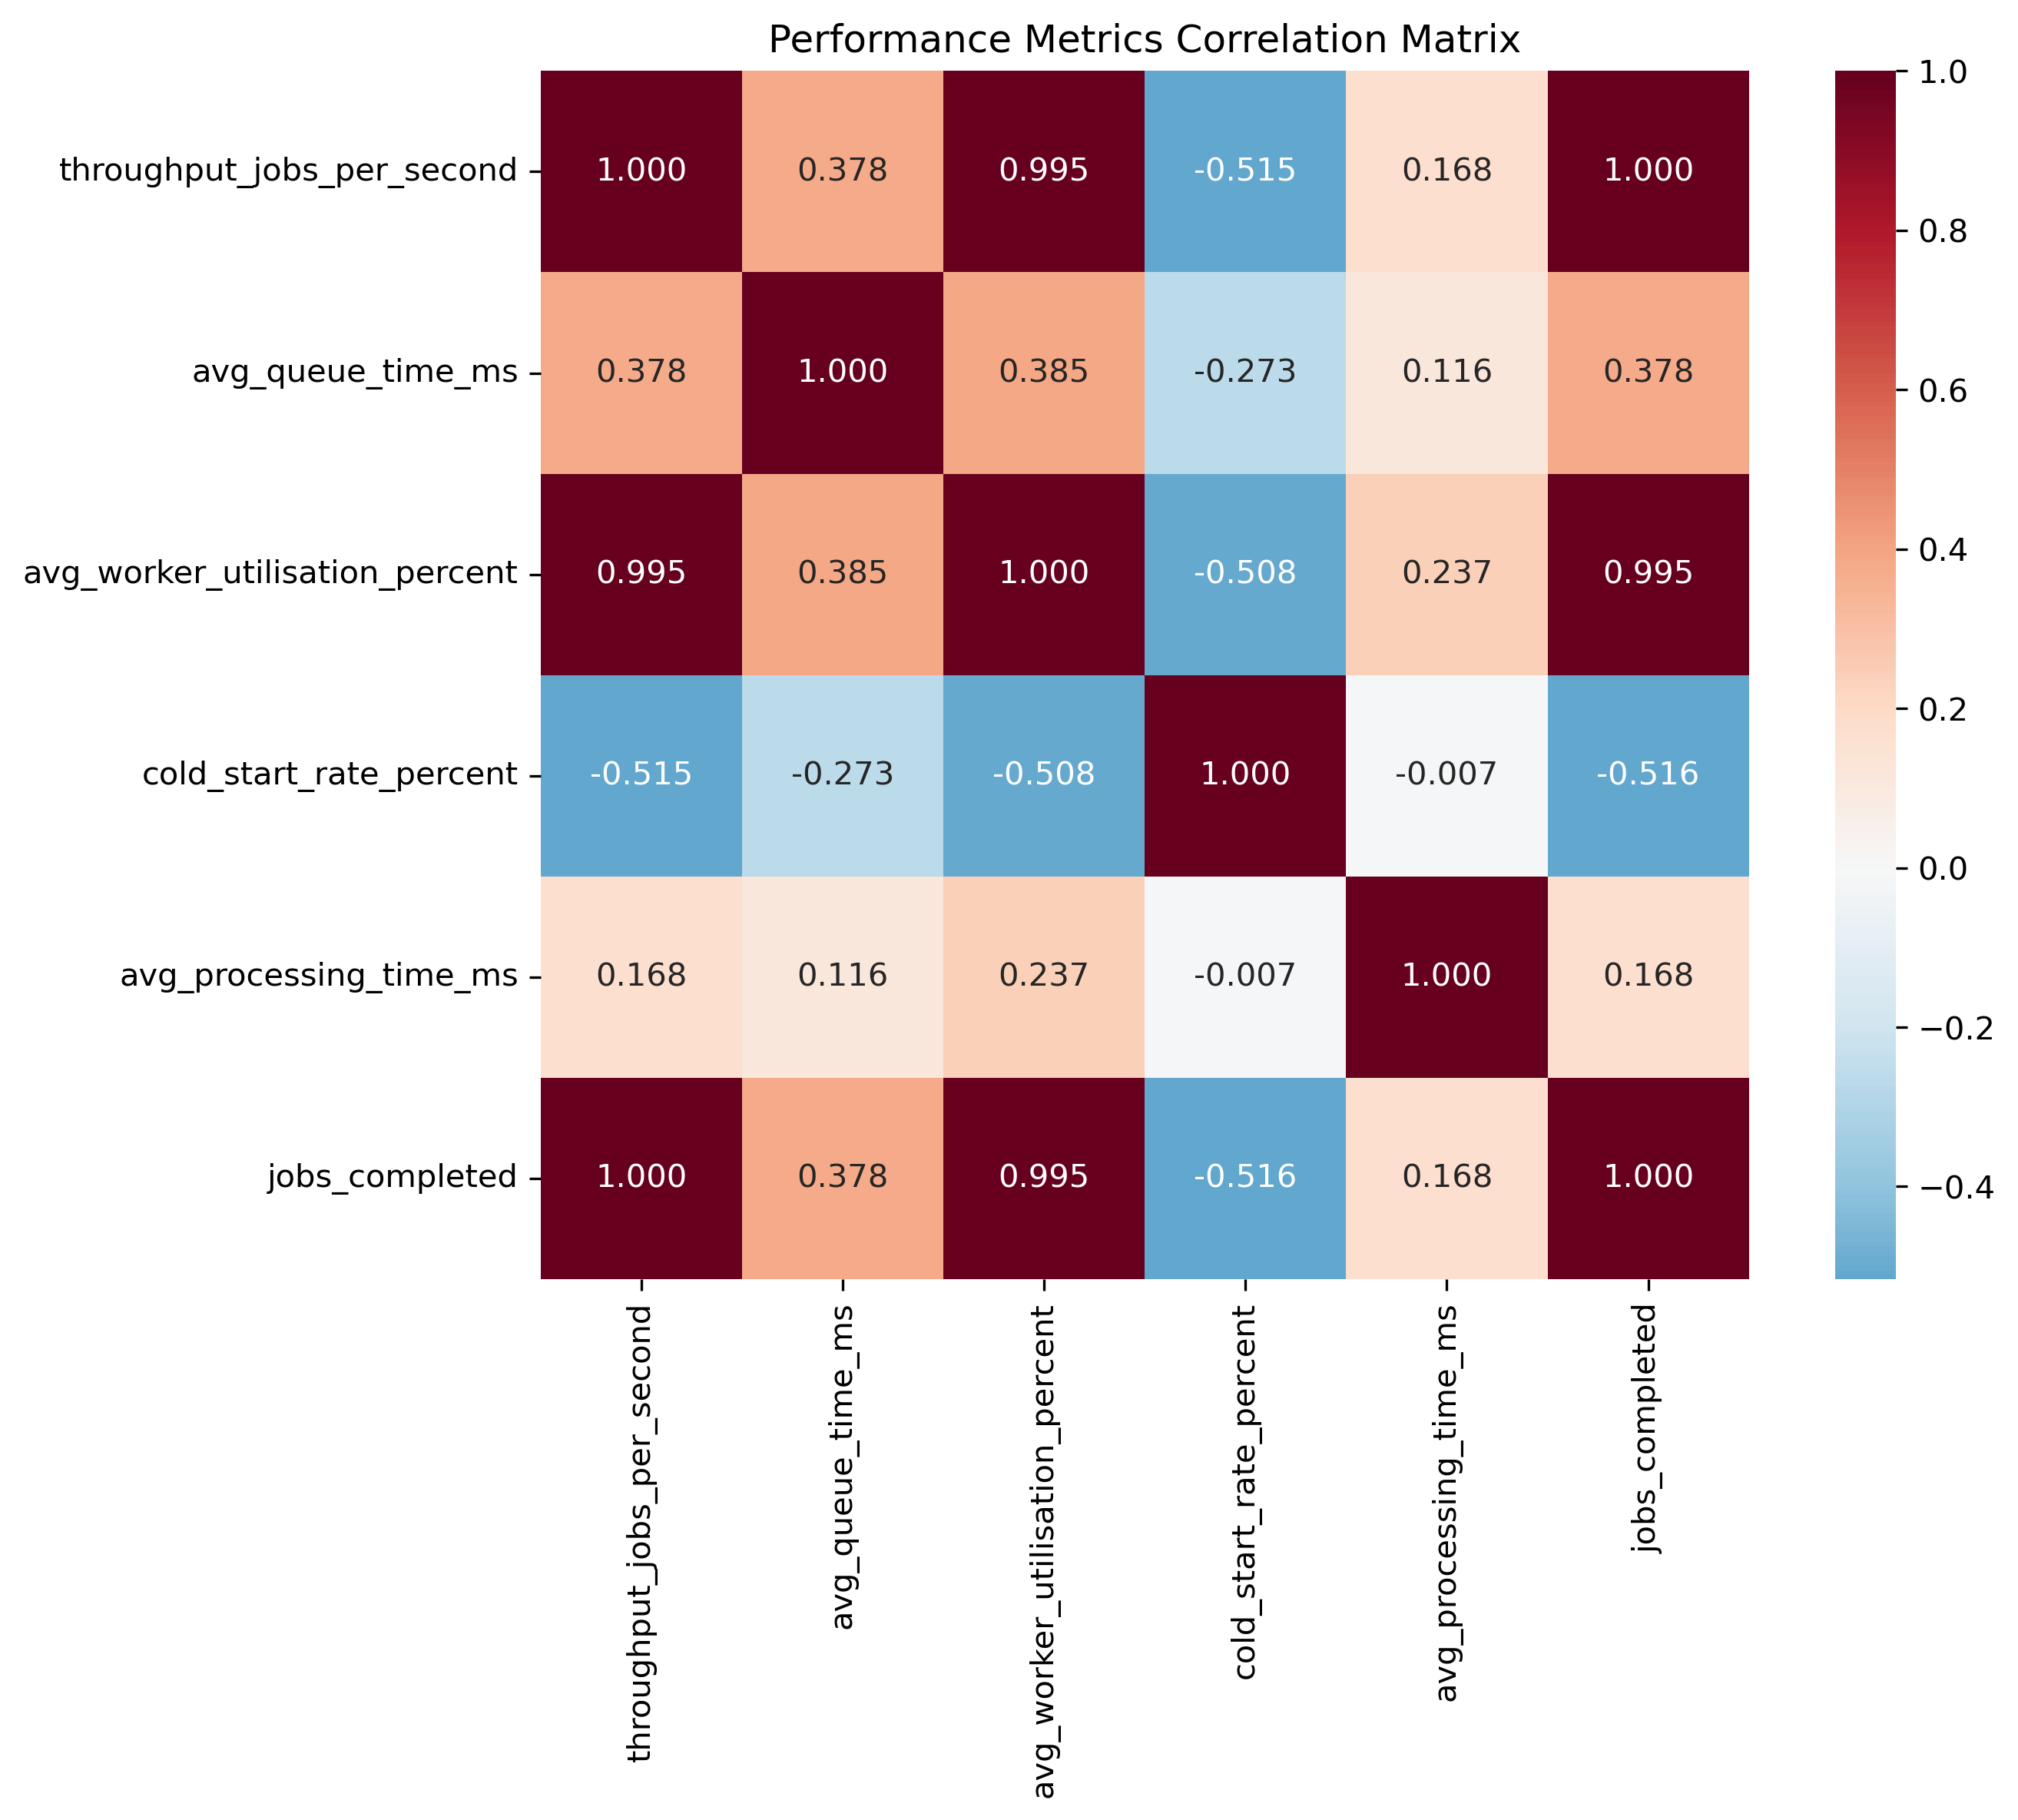 Performance Metrics Correlation Matrix
throughput_jobs_per_second 1.000 0.378 0.995 -0.515 0.168 1.000
avg_queue_time_ms 0.378 1.000 0.385 -0.273 0.116 0.378
avg_worker_utilisation_percent 0.995 0.385 1.000 -0.508 0.237 0.995
cold_start_rate_percent -0.515 -0.273 -0.508 1.000 -0.007 -0.516
avg_processing_time_ms 0.168 0.116 0.237 -0.007 1.000 0.168
jobs_completed 1.000 0.378 0.995 -0.516 0.168 1.000
throughput_jobs_per_second
avg_queue_time_ms
avg_worker_utilisation_percent
cold_start_rate_percent
avg_processing_time_ms
jobs_completed
1.0
0.8
0.6
0.4
0.2
0.0
−0.2
−0.4